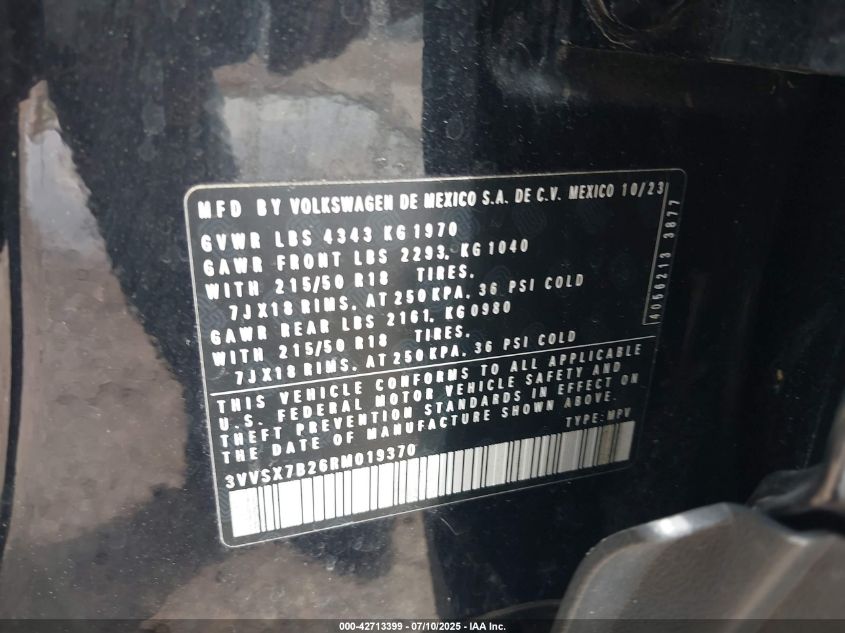 MFD BY VOLKSWAGEN DE MEXICO S.A. DE C.V. MEXICO 10/23
GVWR LBS 4343 KG 1970
GAWR FRONT LBS 2293, KG 1040
WITH 215/50 R18 TIRES.
7JX18 RIMS, AT 250 KPA, 36 PSI COLD
GAWR REAR LBS 2161, KG 0980
WITH 215/50 R18 TIRES.
7JX18 RIMS, AT 250 KPA, 36 PSI COLD
THIS VEHICLE CONFORMS TO ALL APPLICABLE
U.S. FEDERAL MOTOR VEHICLE SAFETY AND
THEFT PREVENTION STANDARDS IN EFFECT ON
THE DATE OF MANUFACTURE SHOWN ABOVE.
TYPE: MPV
3VVSX7B26RM019370
4056213 3877
000-42713399 - 07/10/2025 - IAA Inc.